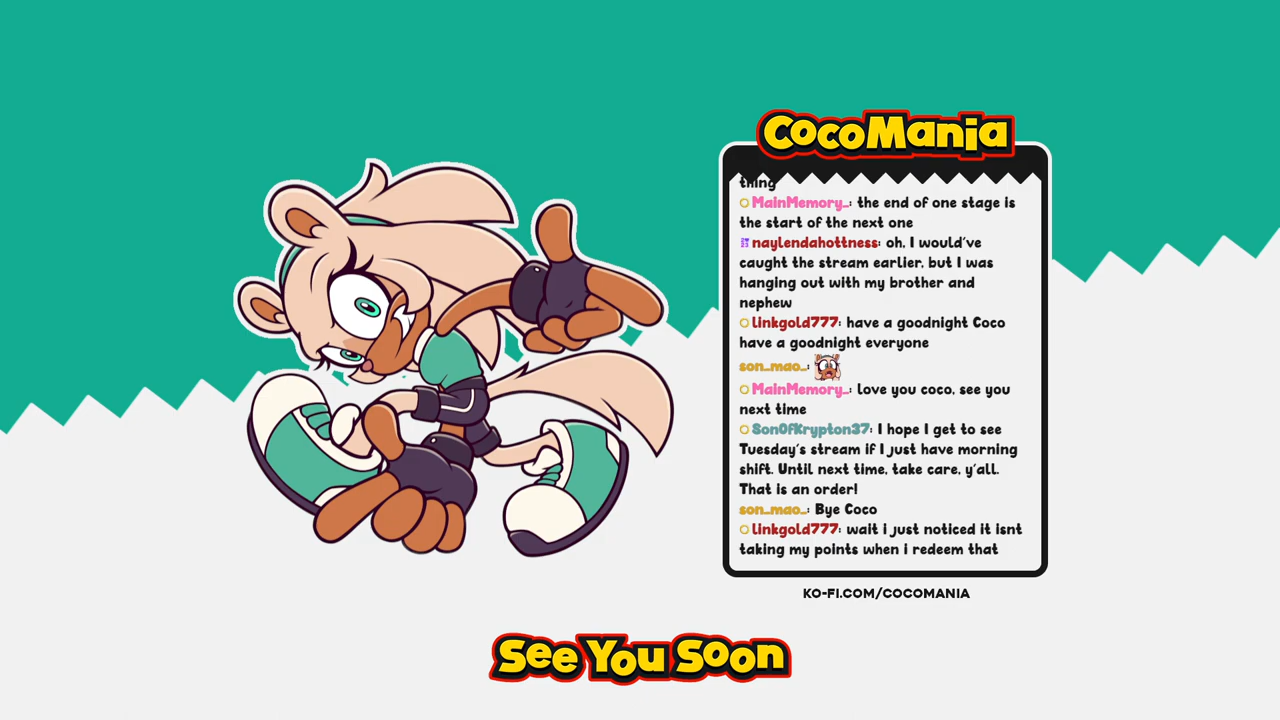 CocoMania
thing
MainMemory_: the end of one stage is
the start of the next one
naylendahottness: oh, I would've
caught the stream earlier, but I was
hanging out with my brother and
nephew
linkgold777: have a goodnight Coco
have a goodnight everyone
son_mao_:
MainMemory_: love you coco, see you
next time
SonOfKrypton37: I hope I get to see
Tuesday's stream if I just have morning
shift. Until next time, take care, y'all.
That is an order!
son_mao_: Bye Coco
linkgold777: wait i just noticed it isnt
taking my points when i redeem that
KO-FI.COM/COCOMANIA
See You Soon